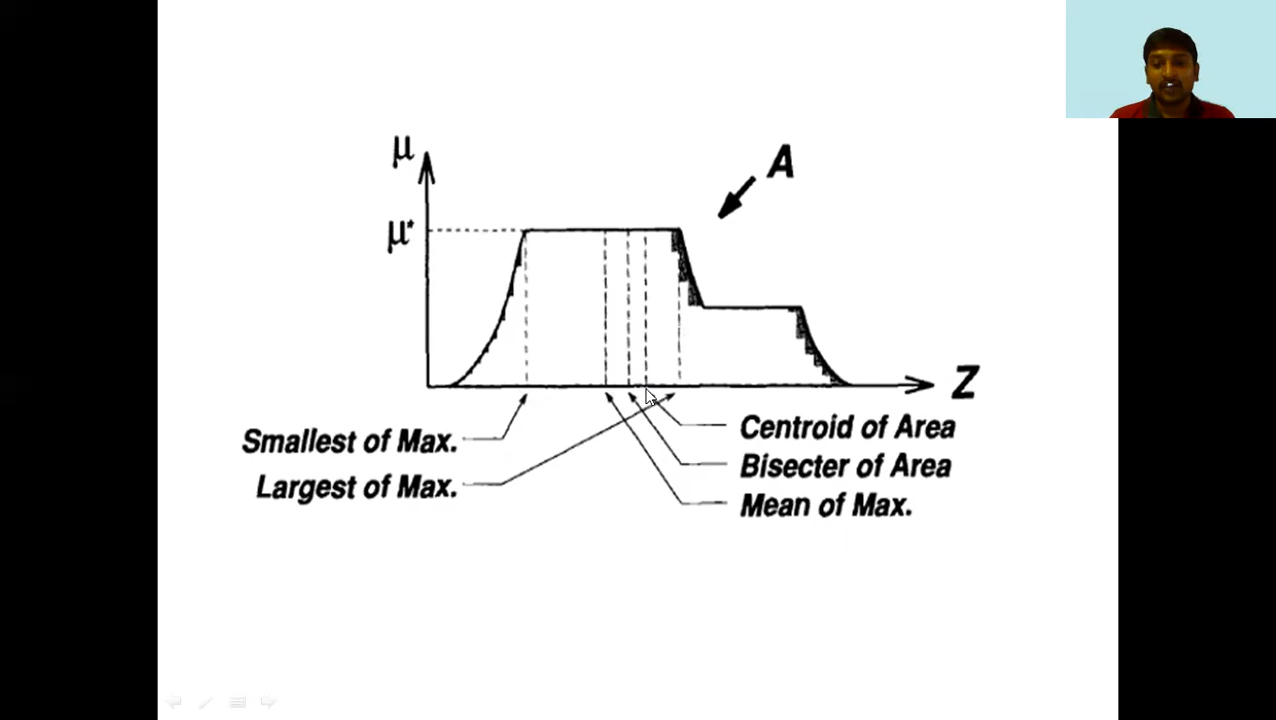 μ
A
μ*
Z
Smallest of Max.
Largest of Max.
Centroid of Area
Bisecter of Area
Mean of Max.